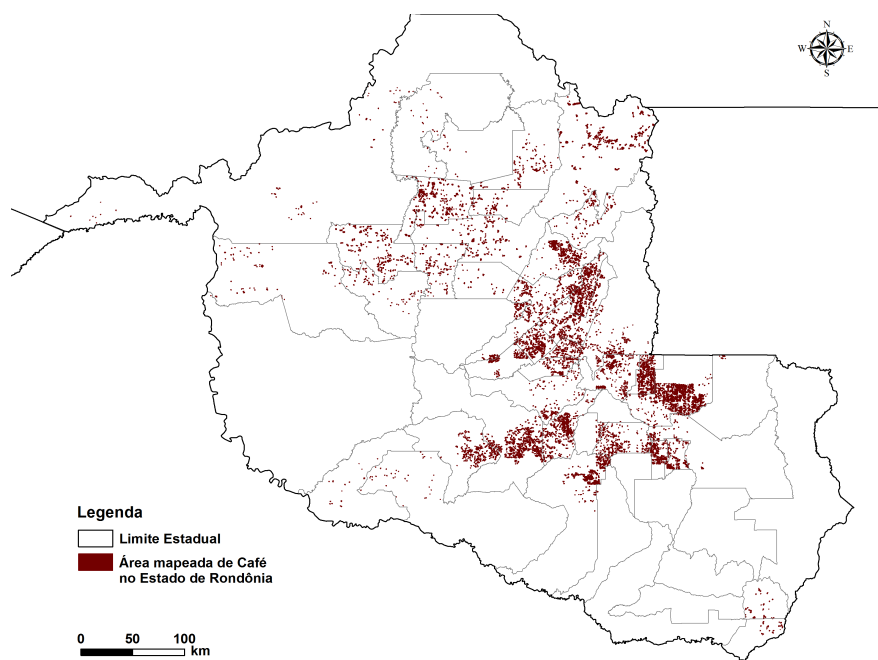 N
W E
S
Legenda
Limite Estadual
Área mapeada de Café
no Estado de Rondônia
0 50 100
km